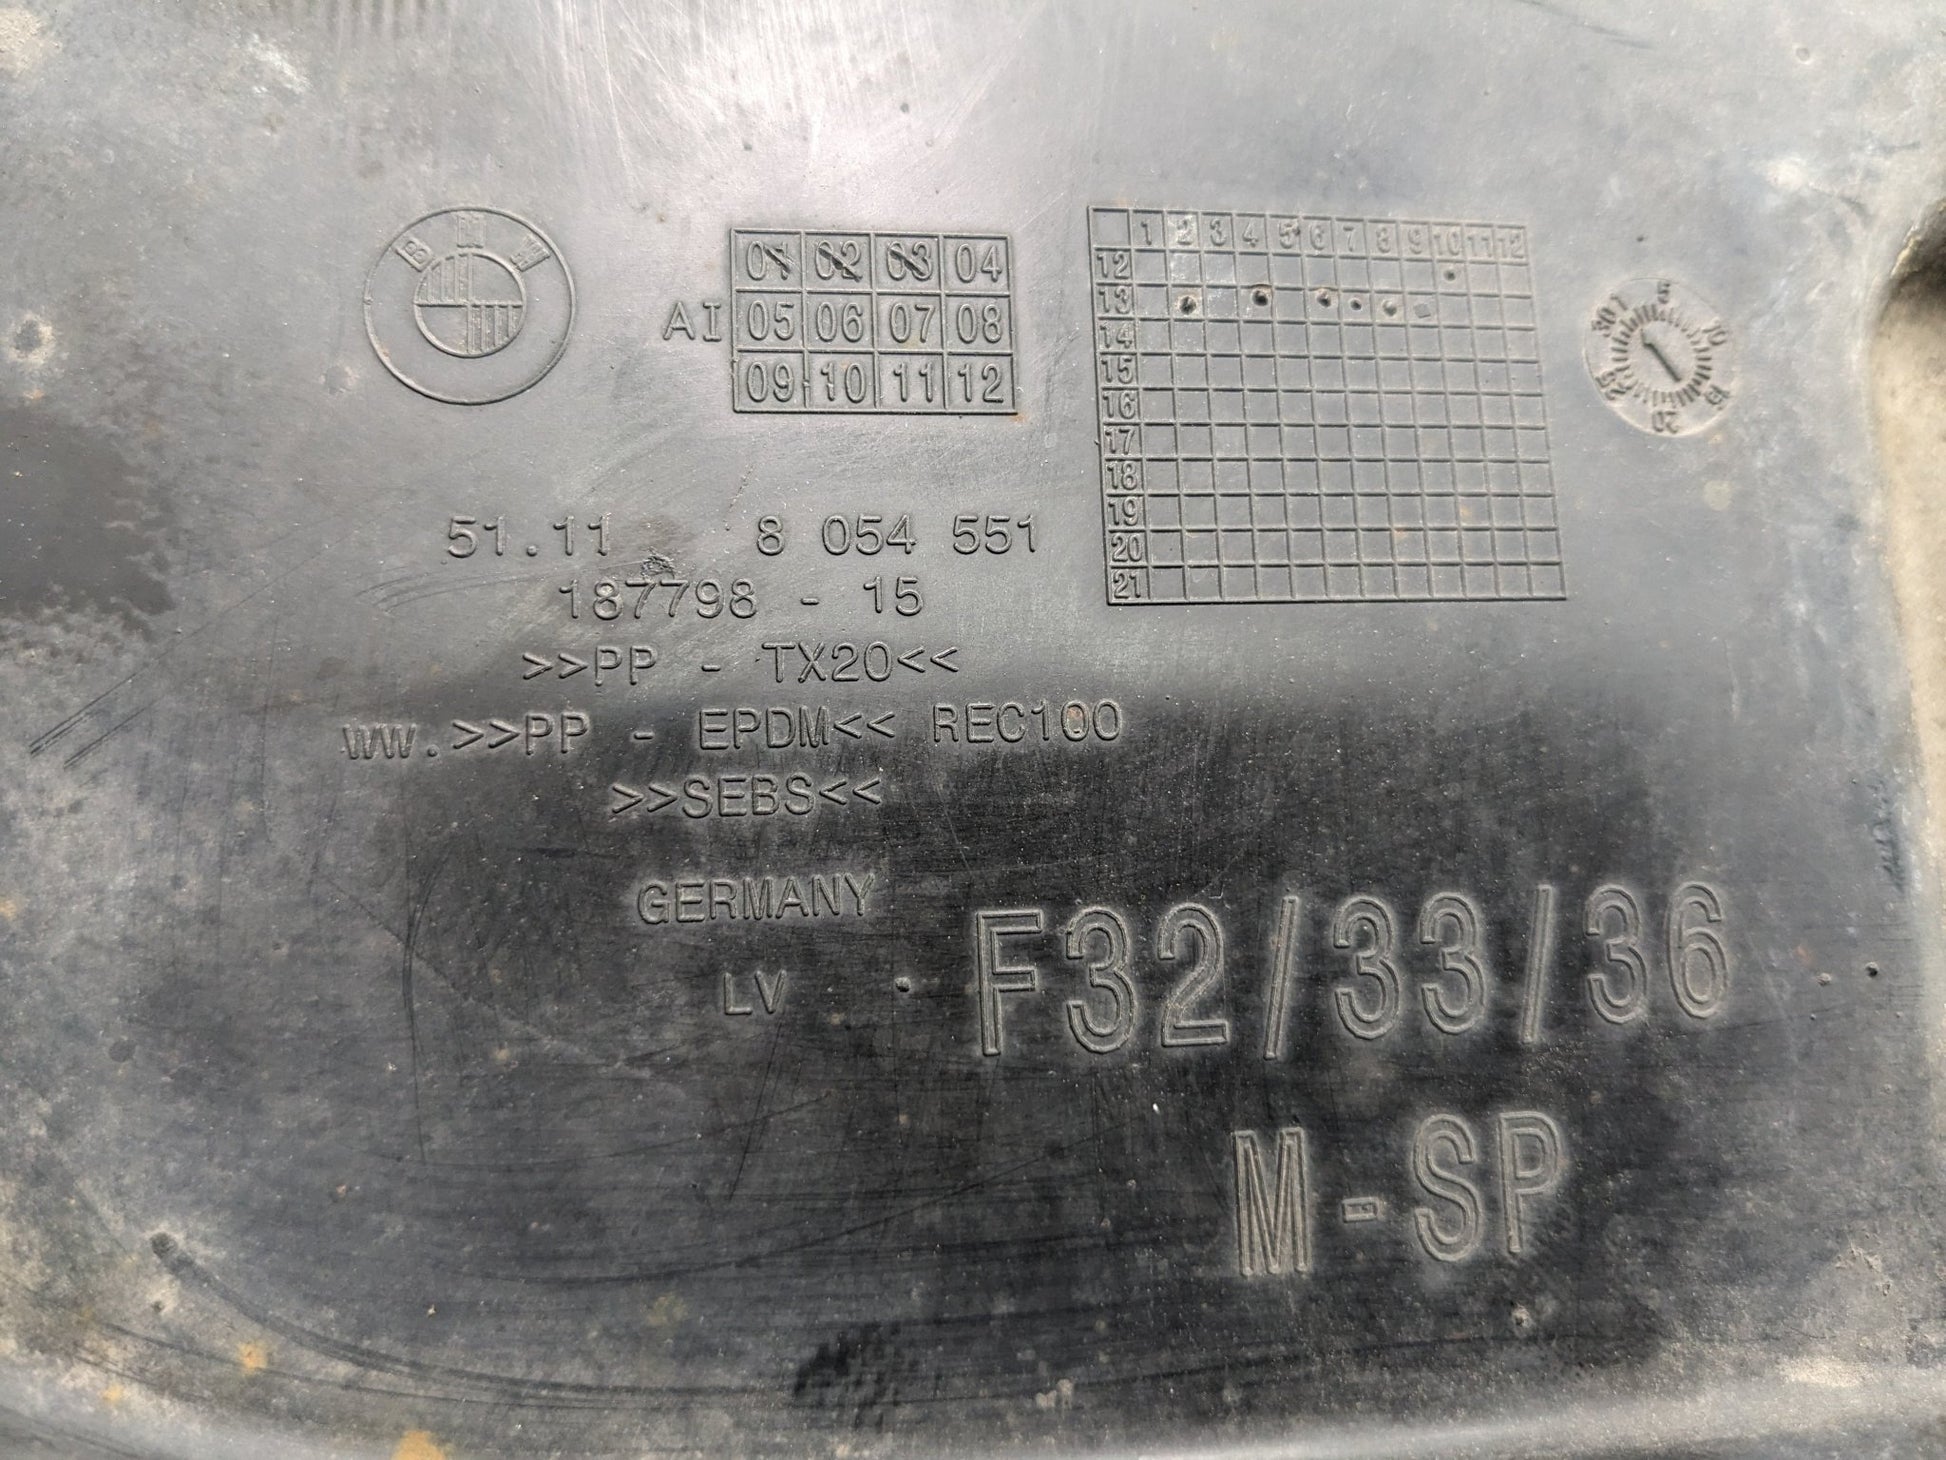 BMW
01 02 03 04
AI 05 06 07 08
09 10 11 12
1 2 3 4 5 6 7 8 9 10 11 12
12
13
14
15
16
17
18
19
20
21
5 10 15 20 25
51.11 8 054 551
187798 - 15
>>PP - TX20<<
WW.>>PP - EPDM<< REC100
>>SEBS<<
GERMANY
LV
F32/33/36
M-SP